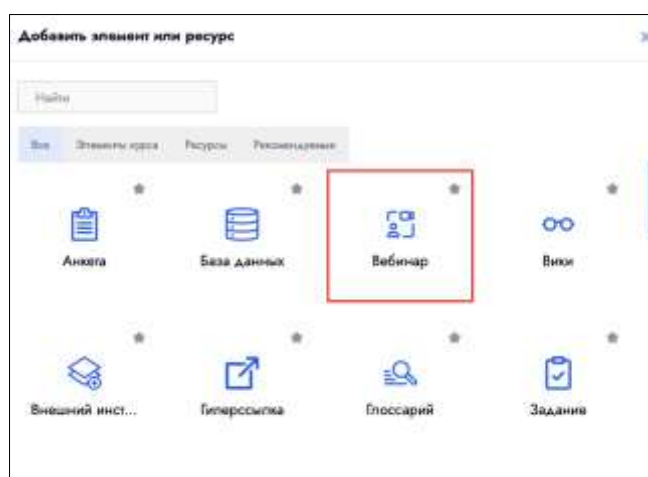 Добавить элемент или ресурс
Найти
Все Элементы курса Ресурсы Рекомендуемые
Анкета База данных Вебинар Вики
Внешний инст... Гиперссылка Глоссарий Задание